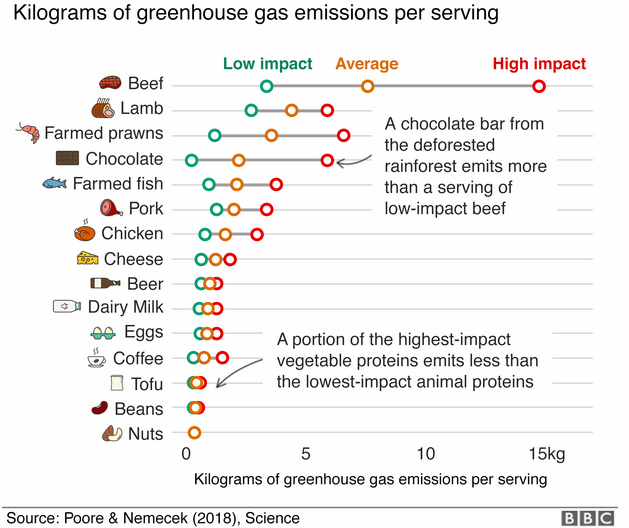 Kilograms of greenhouse gas emissions per serving
Low impact Average High impact
Beef
Lamb
Farmed prawns
Chocolate
Farmed fish
Pork
Chicken
Cheese
Beer
Dairy Milk
Eggs
Coffee
Tofu
Beans
Nuts
A chocolate bar from
the deforested
rainforest emits more
than a serving of
low-impact beef
A portion of the highest-impact
vegetable proteins emits less than
the lowest-impact animal proteins
0 5 10 15kg
Kilograms of greenhouse gas emissions per serving
Source: Poore & Nemecek (2018), Science
BBC